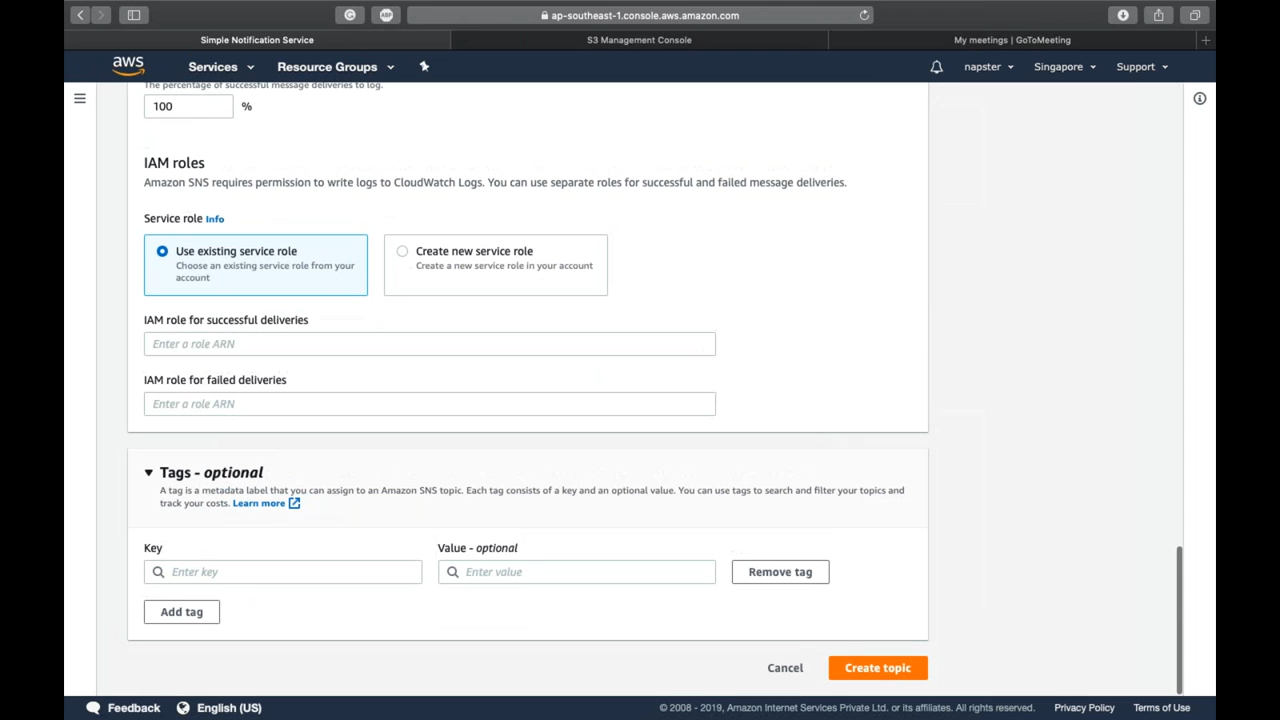 ap-southeast-1.console.aws.amazon.com
Simple Notification Service
S3 Management Console
My meetings | GoToMeeting
aws
Services
Resource Groups
napster
Singapore
Support
The percentage of successful message deliveries to log.
100 %
IAM roles
Amazon SNS requires permission to write logs to CloudWatch Logs. You can use separate roles for successful and failed message deliveries.
Service role Info
Use existing service role
Choose an existing service role from your
account
Create new service role
Create a new service role in your account
IAM role for successful deliveries
Enter a role ARN
IAM role for failed deliveries
Enter a role ARN
Tags - optional
A tag is a metadata label that you can assign to an Amazon SNS topic. Each tag consists of a key and an optional value. You can use tags to search and filter your topics and
track your costs. Learn more
Key
Value - optional
Enter key
Enter value
Remove tag
Add tag
Cancel
Create topic
Feedback
English (US)
© 2008 - 2019, Amazon Internet Services Private Ltd. or its affiliates. All rights reserved.
Privacy Policy
Terms of Use